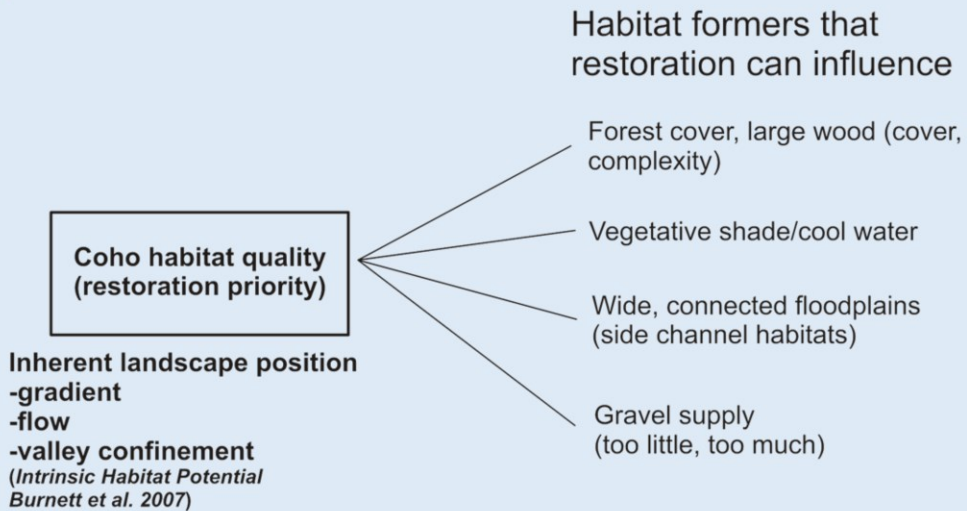 Habitat formers that
restoration can influence
Forest cover, large wood (cover,
complexity)
Vegetative shade/cool water
Coho habitat quality
(restoration priority)
Wide, connected floodplains
(side channel habitats)
Inherent landscape position
-gradient
-flow
-valley confinement
(Intrinsic Habitat Potential
Burnett et al. 2007)
Gravel supply
(too little, too much)